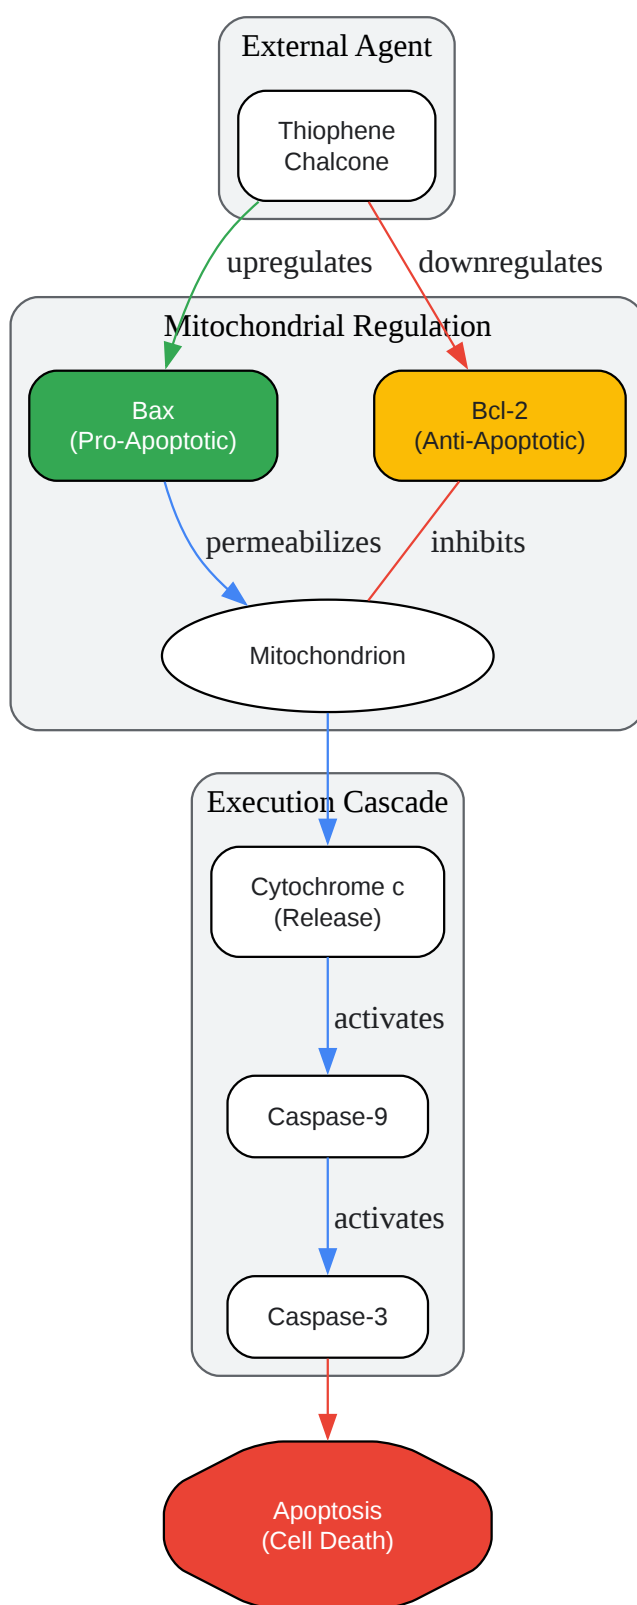 External Agent
Thiophene
Chalcone
upregulates
downregulates
Mitochondrial Regulation
Bax
(Pro-Apoptotic)
Bcl-2
(Anti-Apoptotic)
permeabilizes
inhibits
Mitochondrion
Execution Cascade
Cytochrome c
(Release)
activates
Caspase-9
activates
Caspase-3
Apoptosis
(Cell Death)